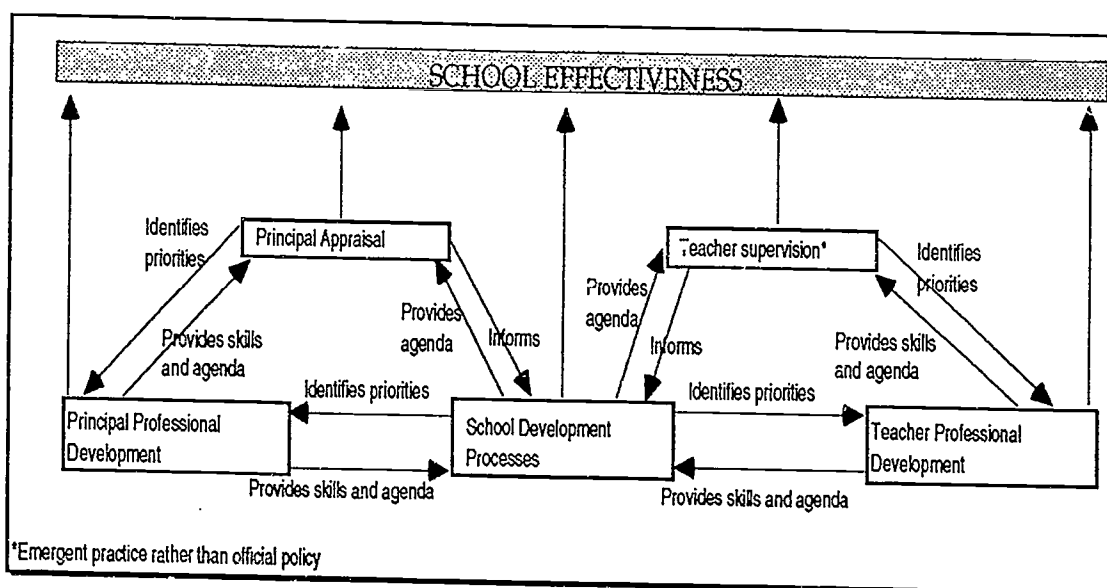 SCHOOL EFFECTIVENESS
Identifies
priorities
Principal Appraisal
Teacher supervision*
Identifies
priorities
Provides skills
and agenda
Provides
agenda
Informs
Provides
agenda
Informs
Provides skills
and agenda
Identifies priorities
Identifies priorities
Principal Professional
Development
School Development
Processes
Teacher Professional
Development
Provides skills and agenda
Provides skills and agenda
*Emergent practice rather than official policy